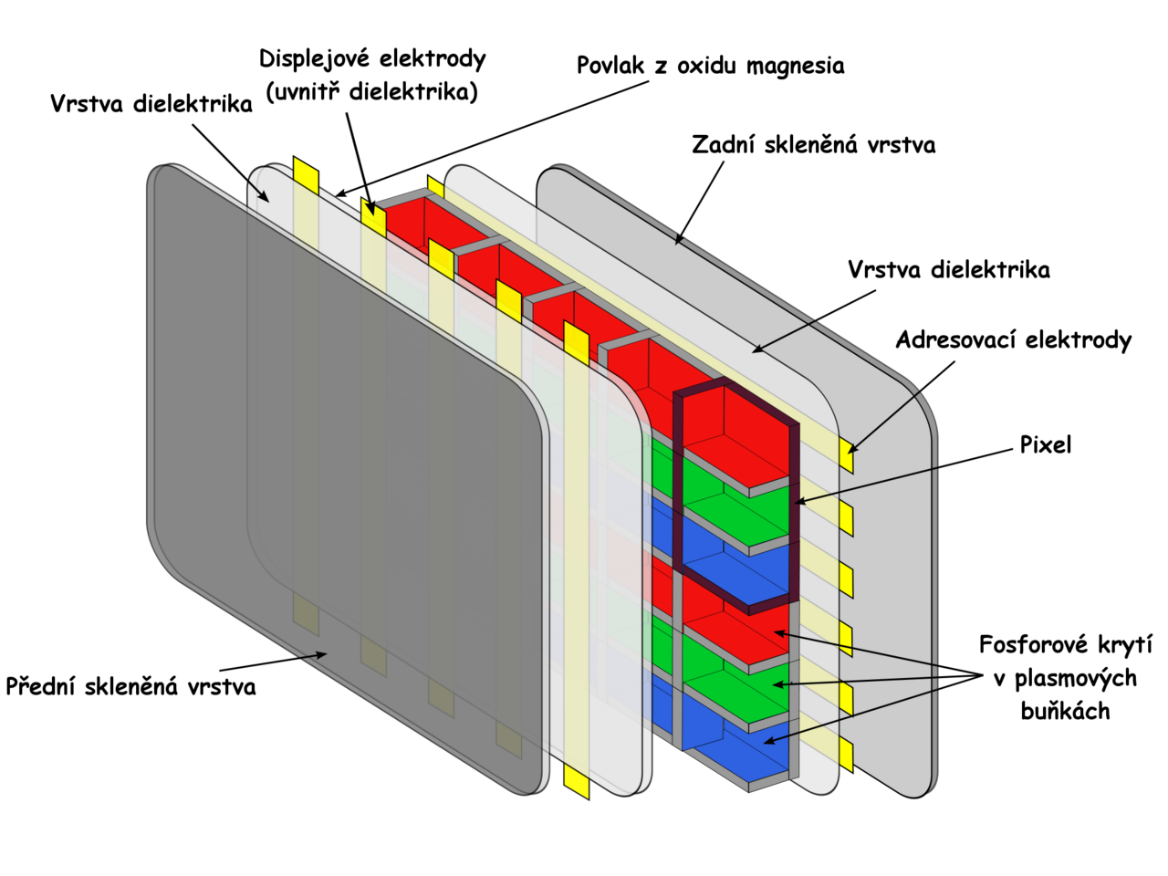 Displejové elektrody
(uvnitř dielektrika)
Povlak z oxidu magnesia
Vrstva dielektrika
Zadní skleněná vrstva
Vrstva dielektrika
Adresovací elektrody
Pixel
Fosforové krytí
v plasmových
buňkách
Přední skleněná vrstva